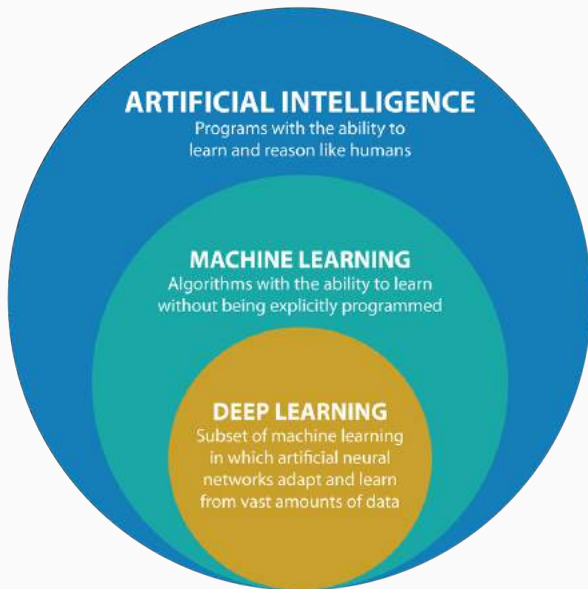 ARTIFICIAL INTELLIGENCE
Programs with the ability to
learn and reason like humans
MACHINE LEARNING
Algorithms with the ability to learn
without being explicitly programmed
DEEP LEARNING
Subset of machine learning
in which artificial neural
networks adapt and learn
from vast amounts of data